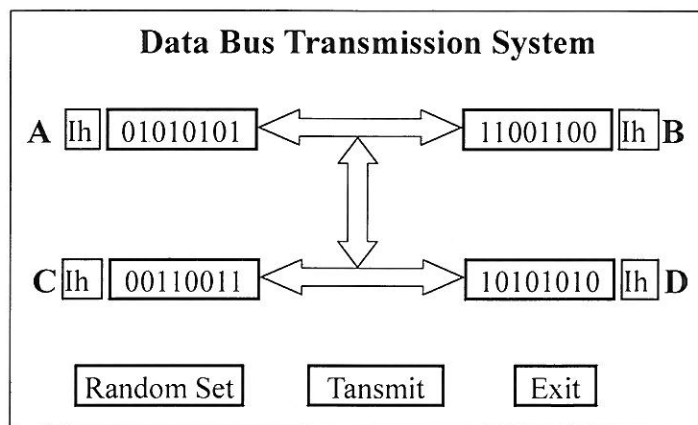 Data Bus Transmission System
A Ih 01010101 11001100 Ih B
C Ih 00110011 10101010 Ih D
Random Set Tansmit Exit